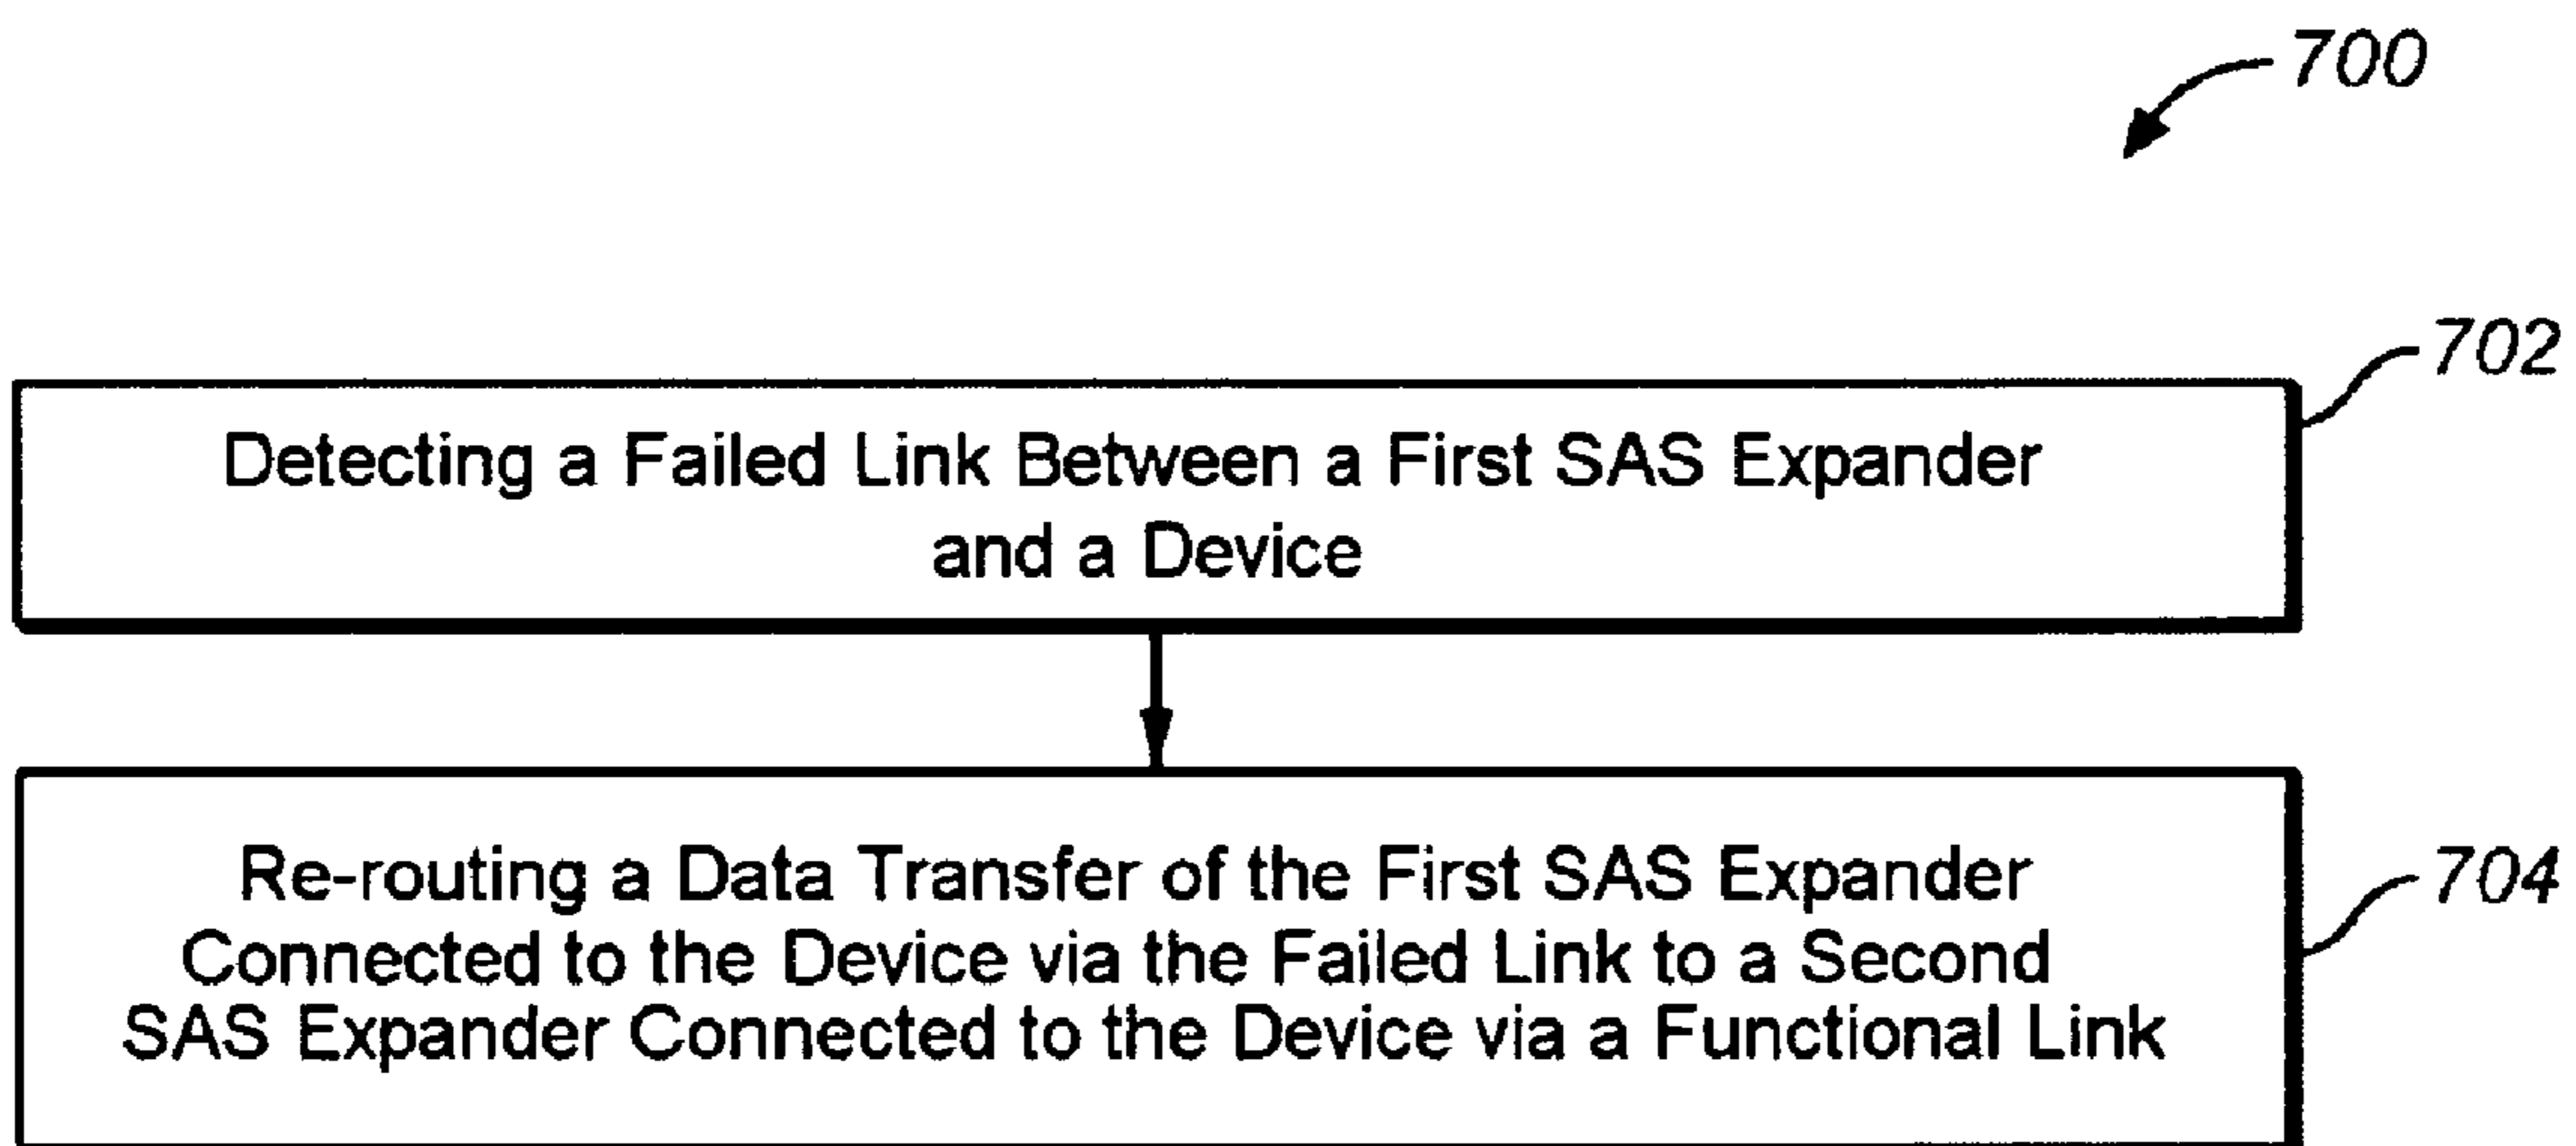 700
702
Detecting a Failed Link Between a First SAS Expander
and a Device
Re-routing a Data Transfer of the First SAS Expander
704
Connected to the Device via the Failed Link to a Second
SAS Expander Connected to the Device via a Functional Link